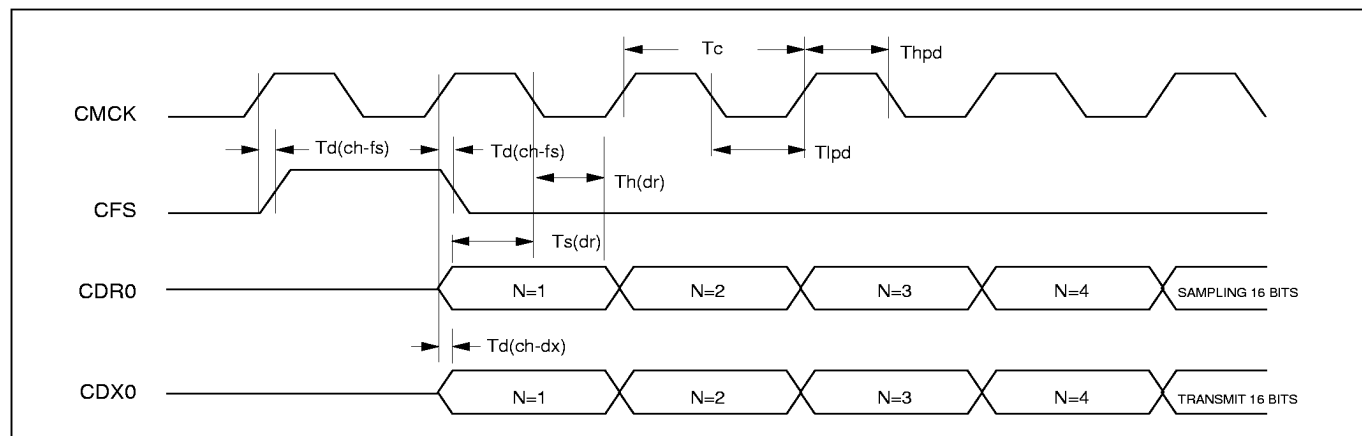 Tc
Thpd
CMCK
Td(ch-fs)
Td(ch-fs)
Tlpd
Th(dr)
CFS
Ts(dr)
CDR0
N=1
N=2
N=3
N=4
SAMPLING 16 BITS
Td(ch-dx)
CDX0
N=1
N=2
N=3
N=4
TRANSMIT 16 BITS